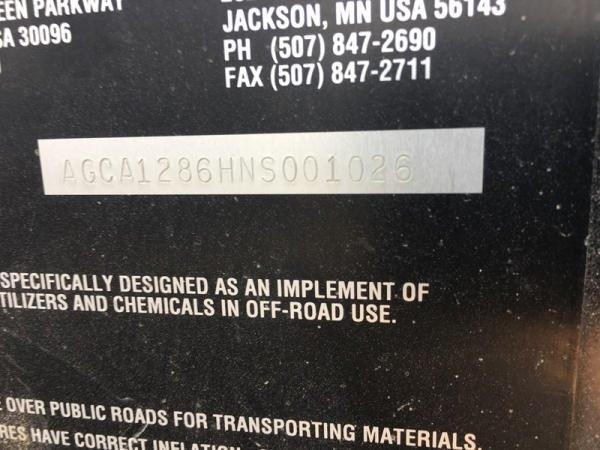 EEN PARKWAY
SA 30096
JACKSON, MN USA 56143
PH (507) 847-2690
FAX (507) 847-2711
AGCA1286HNS001026
SPECIFICALLY DESIGNED AS AN IMPLEMENT OF
TILIZERS AND CHEMICALS IN OFF-ROAD USE.
OVER PUBLIC ROADS FOR TRANSPORTING MATERIALS.
RES HAVE CORRECT INFLATION